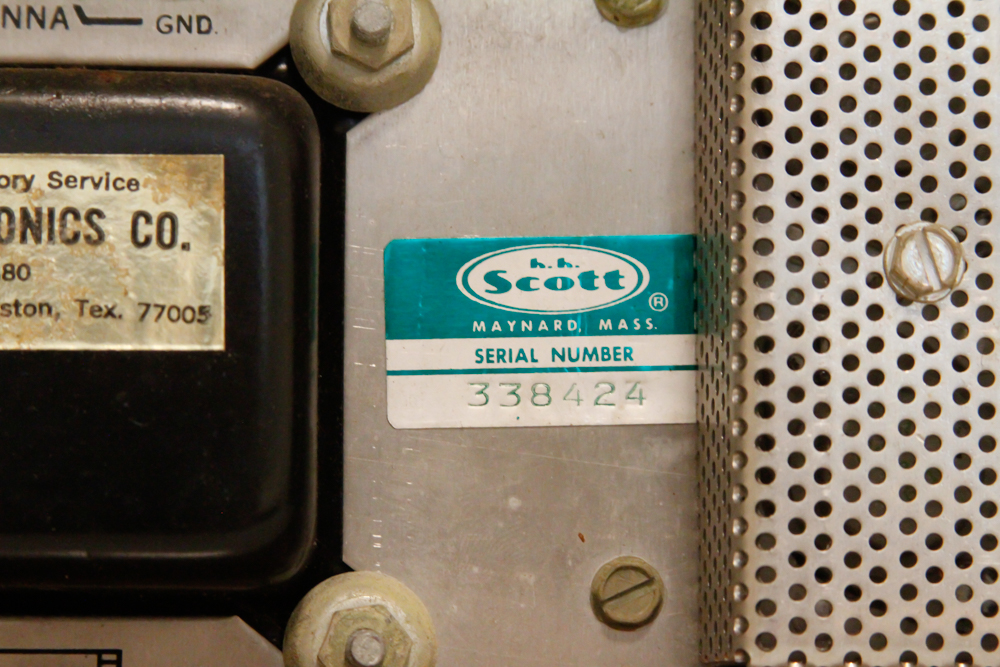 NNA GND.
ory Service
ONICS CO.
80
ston, Tex. 77005
h.h.
Scott
®
MAYNARD, MASS.
SERIAL NUMBER
338424